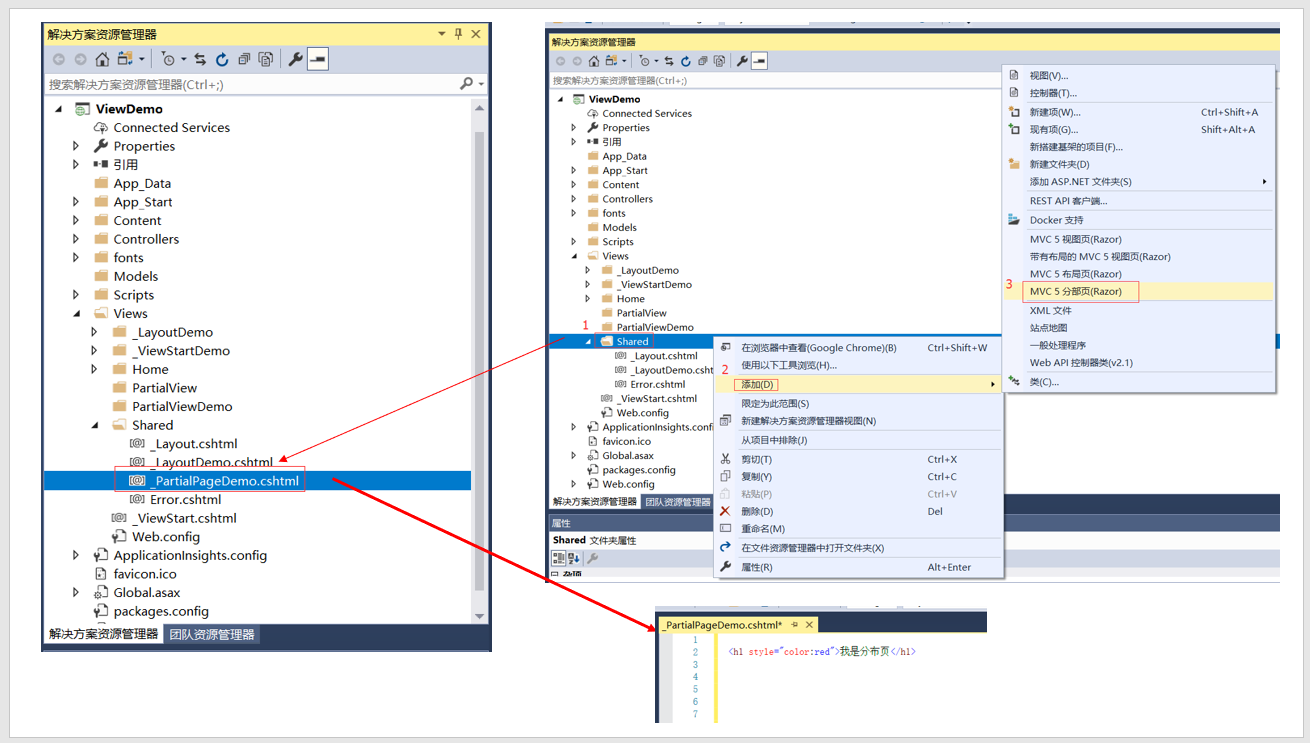 解决方案资源管理器
搜索解决方案资源管理器(Ctrl+;)
ViewDemo
Connected Services
Properties
引用
App_Data
App_Start
Content
Controllers
fonts
Models
Scripts
Views
_LayoutDemo
_ViewStartDemo
Home
PartialView
PartialViewDemo
Shared
_Layout.cshtml
_LayoutDemo.cshtml
_PartialPageDemo.cshtml
Error.cshtml
_ViewStart.cshtml
Web.config
ApplicationInsights.config
favicon.ico
Global.asax
packages.config
解决方案资源管理器 团队资源管理器
解决方案资源管理器
搜索解决方案资源管理器(Ctrl+;)
ViewDemo
Connected Services
Properties
引用
App_Data
App_Start
Content
Controllers
fonts
Models
Scripts
Views
_LayoutDemo
_ViewStartDemo
Home
PartialView
PartialViewDemo
1
Shared
_Layout.cshtml
_LayoutDemo.csht
Error.cshtml
_ViewStart.cshtml
Web.config
ApplicationInsights.confi
favicon.ico
Global.asax
packages.config
Web.config
解决方案资源管理器 团队资源管理器
属性
Shared 文件夹属性
杂项
在浏览器中查看(Google Chrome)(B) Ctrl+Shift+W
使用以下工具浏览(H)...
2
添加(D)
限定为此范围(S)
新建解决方案资源管理器视图(N)
从项目中排除(J)
剪切(T) Ctrl+X
复制(Y) Ctrl+C
粘贴(P) Ctrl+V
删除(D) Del
重命名(M)
在文件资源管理器中打开文件夹(X)
属性(R) Alt+Enter
视图(V)...
控制器(T)...
新建项(W)... Ctrl+Shift+A
现有项(G)... Shift+Alt+A
新搭建基架的项目(F)...
新建文件夹(D)
添加 ASP.NET 文件夹(S)
REST API 客户端...
Docker 支持
MVC 5 视图页(Razor)
带有布局的 MVC 5 视图页(Razor)
MVC 5 布局页(Razor)
3
MVC 5 分部页(Razor)
XML 文件
站点地图
一般处理程序
Web API 控制器类(v2.1)
类(C)...
_PartialPageDemo.cshtml*
1
2 <h1 style="color:red">我是分布页</h1>
3
4
5
6
7